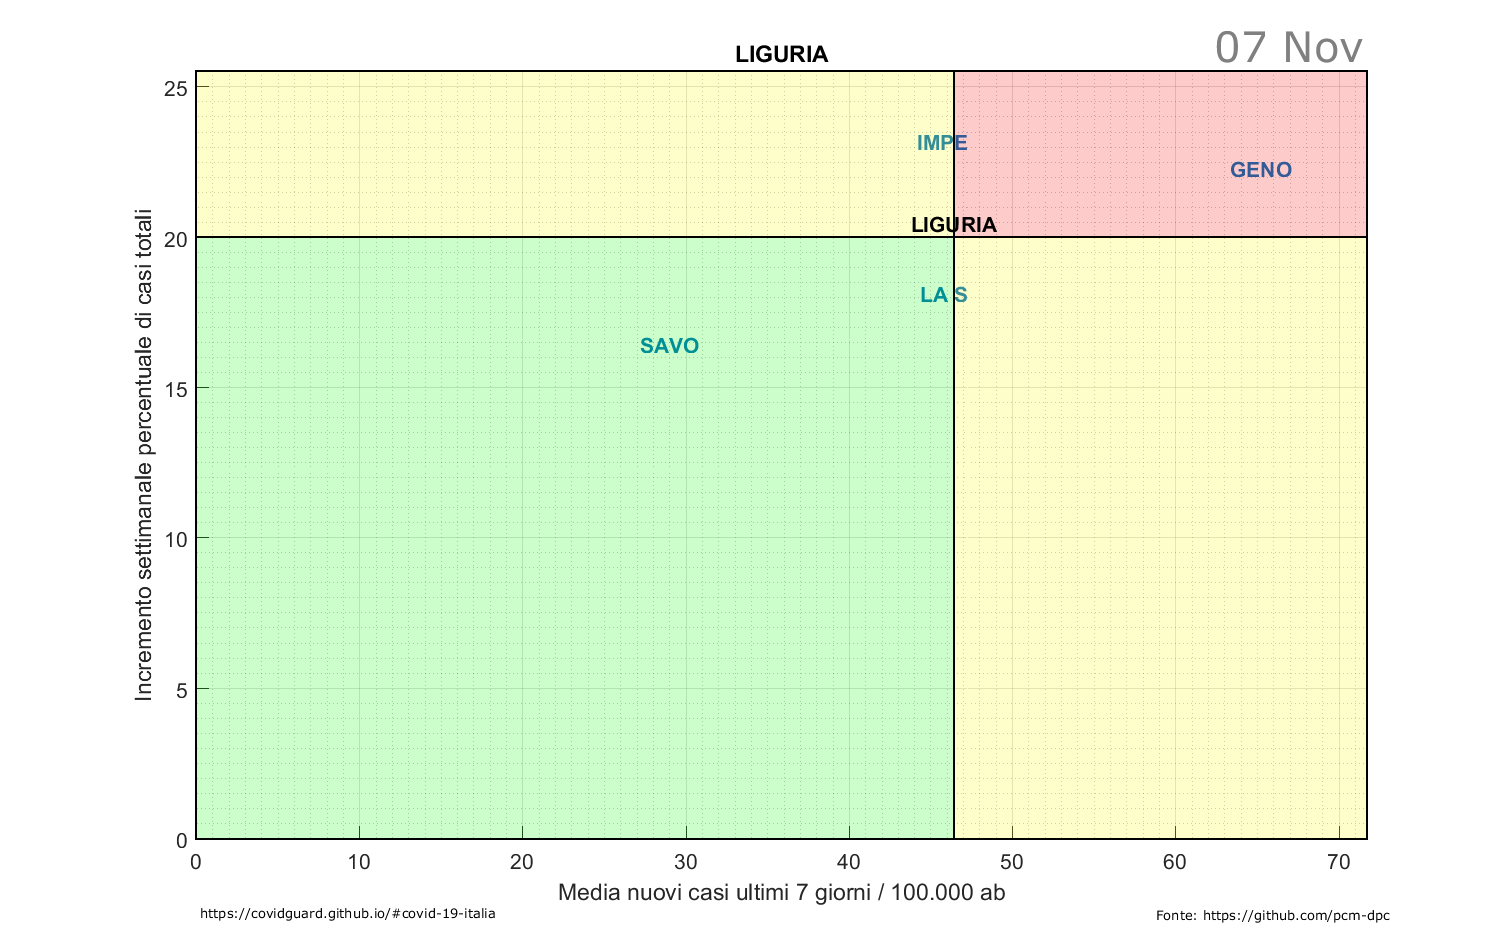 LIGURIA
07 Nov
25
IMPE
GENO
LIGURIA
20
LA S
SAVO
15
10
5
0
Incremento settimanale percentuale di casi totali
0 10 20 30 40 50 60 70
Media nuovi casi ultimi 7 giorni / 100.000 ab
https://covidguard.github.io/#covid-19-italia
Fonte: https://github.com/pcm-dpc